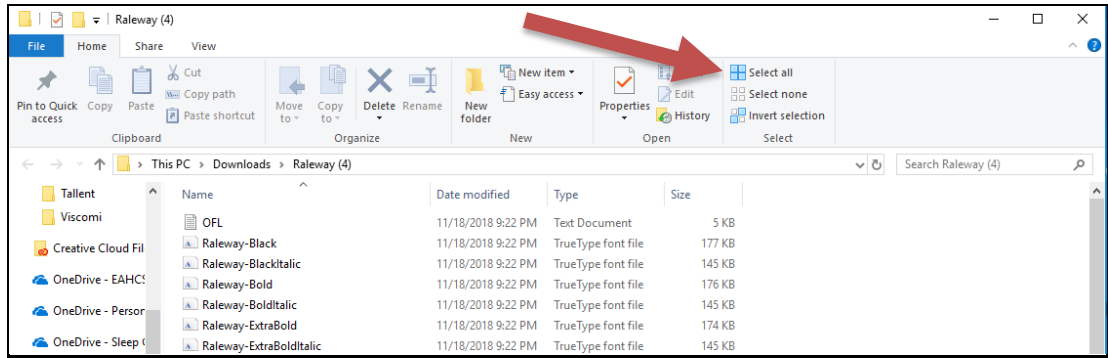 Raleway (4)
File Home Share View
Pin to Quick access
Copy
Paste
Cut
Copy path
Paste shortcut
Clipboard
Move to
Copy to
Delete
Rename
Organize
New folder
New item
Easy access
New
Properties
Edit
History
Open
Select all
Select none
Invert selection
Select
This PC > Downloads > Raleway (4)
Search Raleway (4)
Tallent
Viscomi
Creative Cloud Fil
OneDrive - EAHCS
OneDrive - Person
OneDrive - Sleep
Name Date modified Type Size
OFL 11/18/2018 9:22 PM Text Document 5 KB
Raleway-Black 11/18/2018 9:22 PM TrueType font file 177 KB
Raleway-BlackItalic 11/18/2018 9:22 PM TrueType font file 145 KB
Raleway-Bold 11/18/2018 9:22 PM TrueType font file 176 KB
Raleway-BoldItalic 11/18/2018 9:22 PM TrueType font file 145 KB
Raleway-ExtraBold 11/18/2018 9:22 PM TrueType font file 174 KB
Raleway-ExtraBoldItalic 11/18/2018 9:22 PM TrueType font file 145 KB